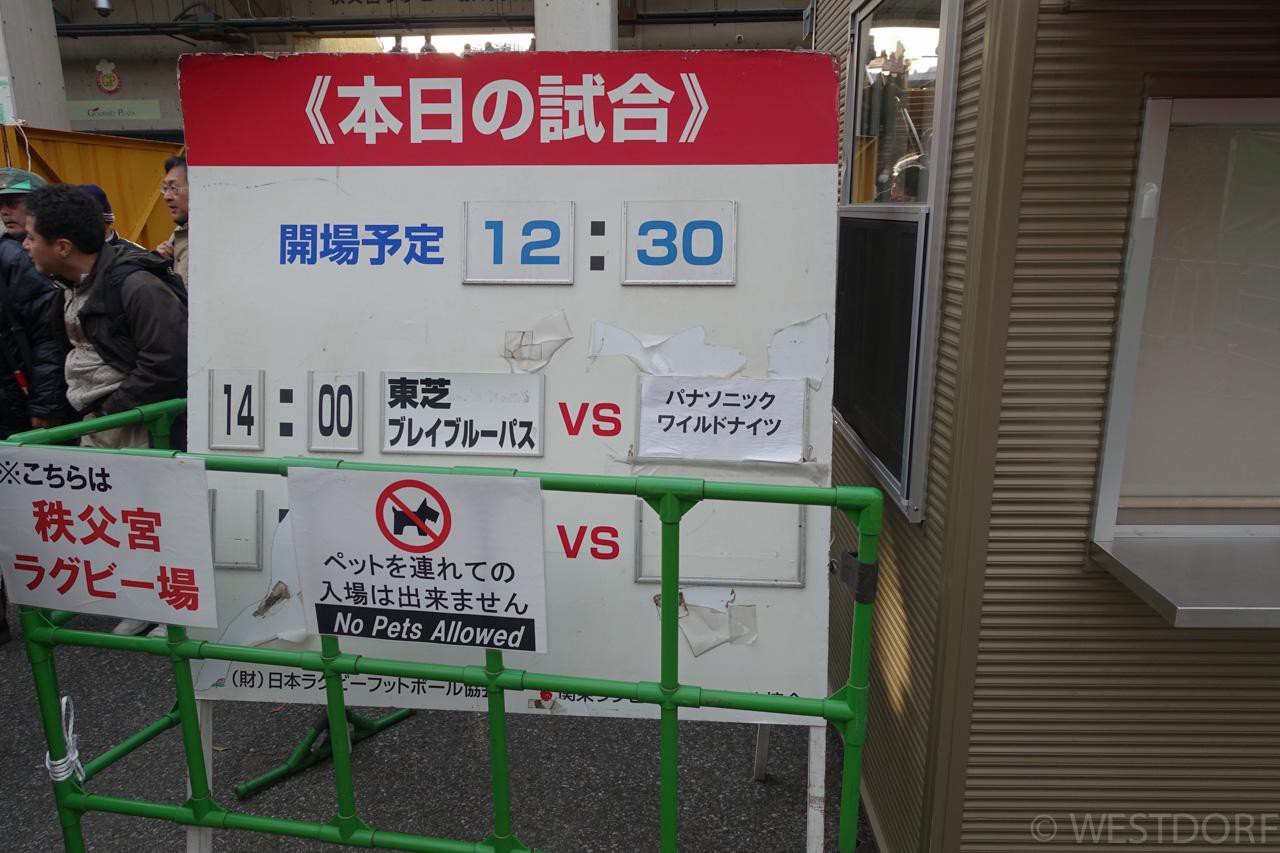 GOURMET PLAZA
《本日の試合》
開場予定 12:30
14:00 東芝 ブレイブルーパス VS パナソニック ワイルドナイツ
VS
※こちらは
秩父宮
ラグビー場
ペットを連れての
入場は出来ません
No Pets Allowed
(財)日本ラグビーフットボール協
© WESTDORF